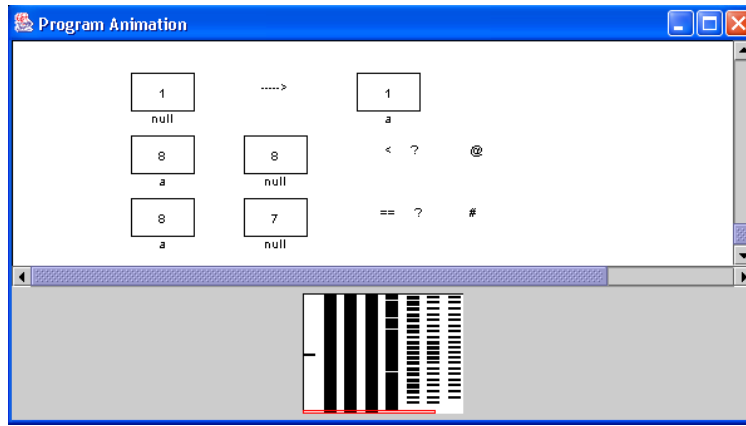 Program Animation
1 -----> 1
null a
8 8 < ? @
a null
8 7 == ? #
a null